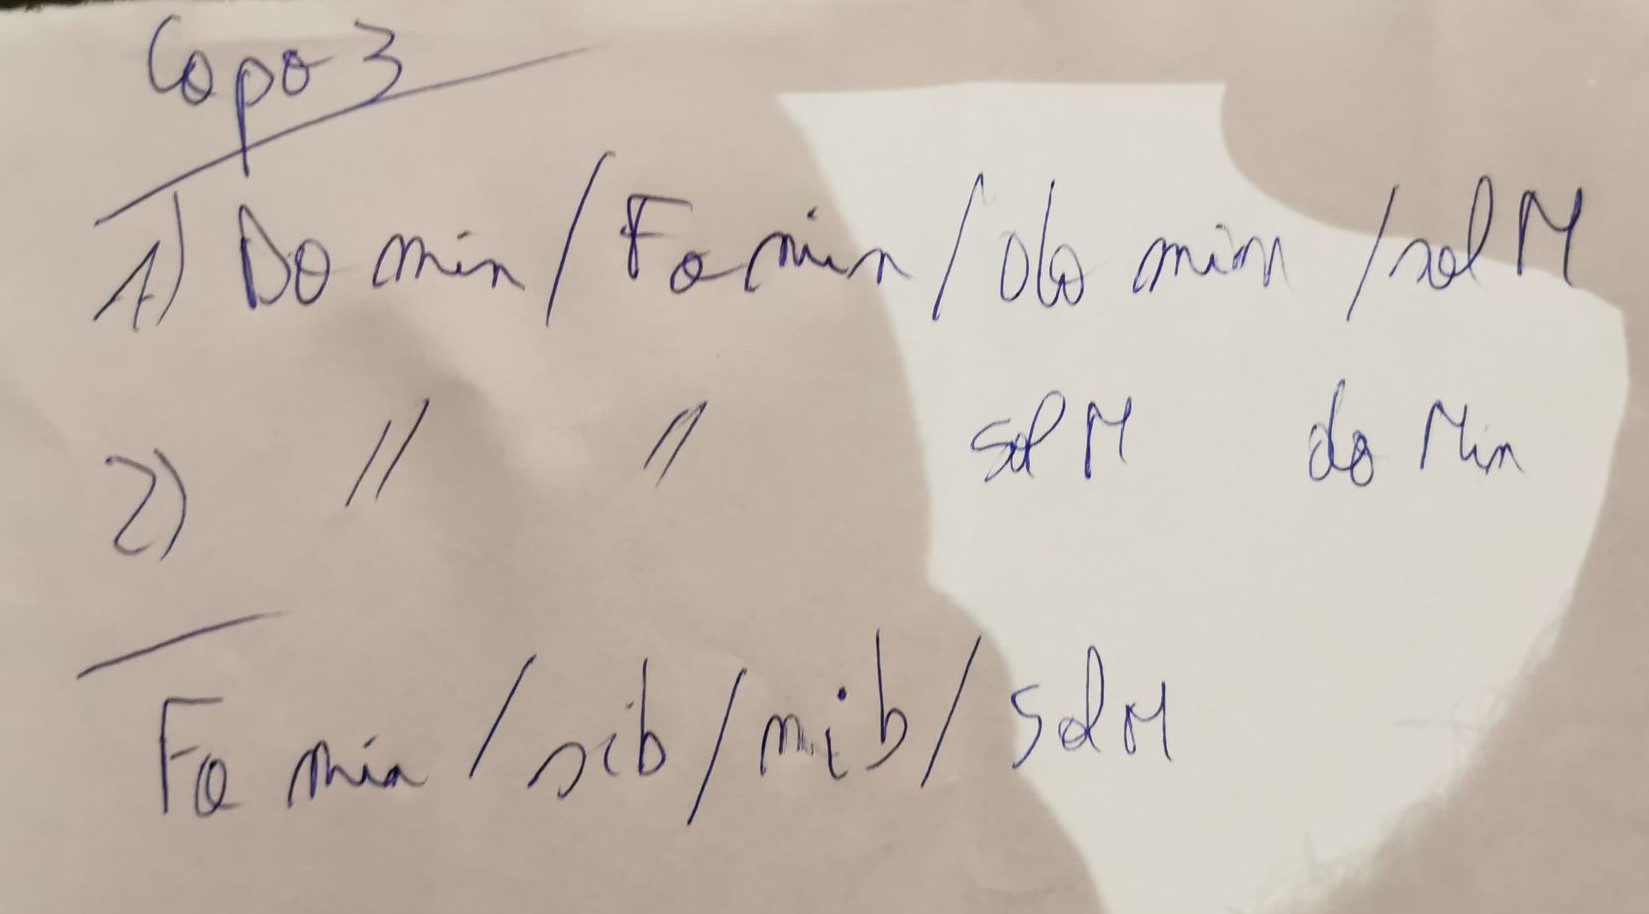 Capo 3
1) Do min / Fa min / do min / sol M
2) // // sol M do Min
Fa min / sib / mib / Sol M